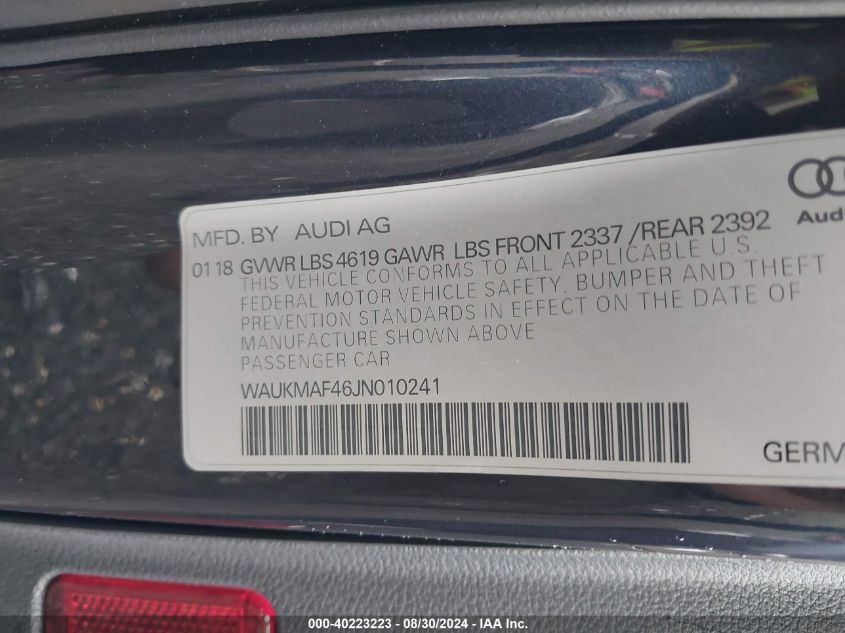 Aud
MFD. BY AUDI AG
0118 GVWR LBS 4619 GAWR LBS FRONT 2337 /REAR 2392
THIS VEHICLE CONFORMS TO ALL APPLICABLE U.S.
FEDERAL MOTOR VEHICLE SAFETY, BUMPER AND THEFT
PREVENTION STANDARDS IN EFFECT ON THE DATE OF
MANUFACTURE SHOWN ABOVE
PASSENGER CAR
WAUKMAF46JN010241
GERM
000-40223223 - 08/30/2024 - IAA Inc.